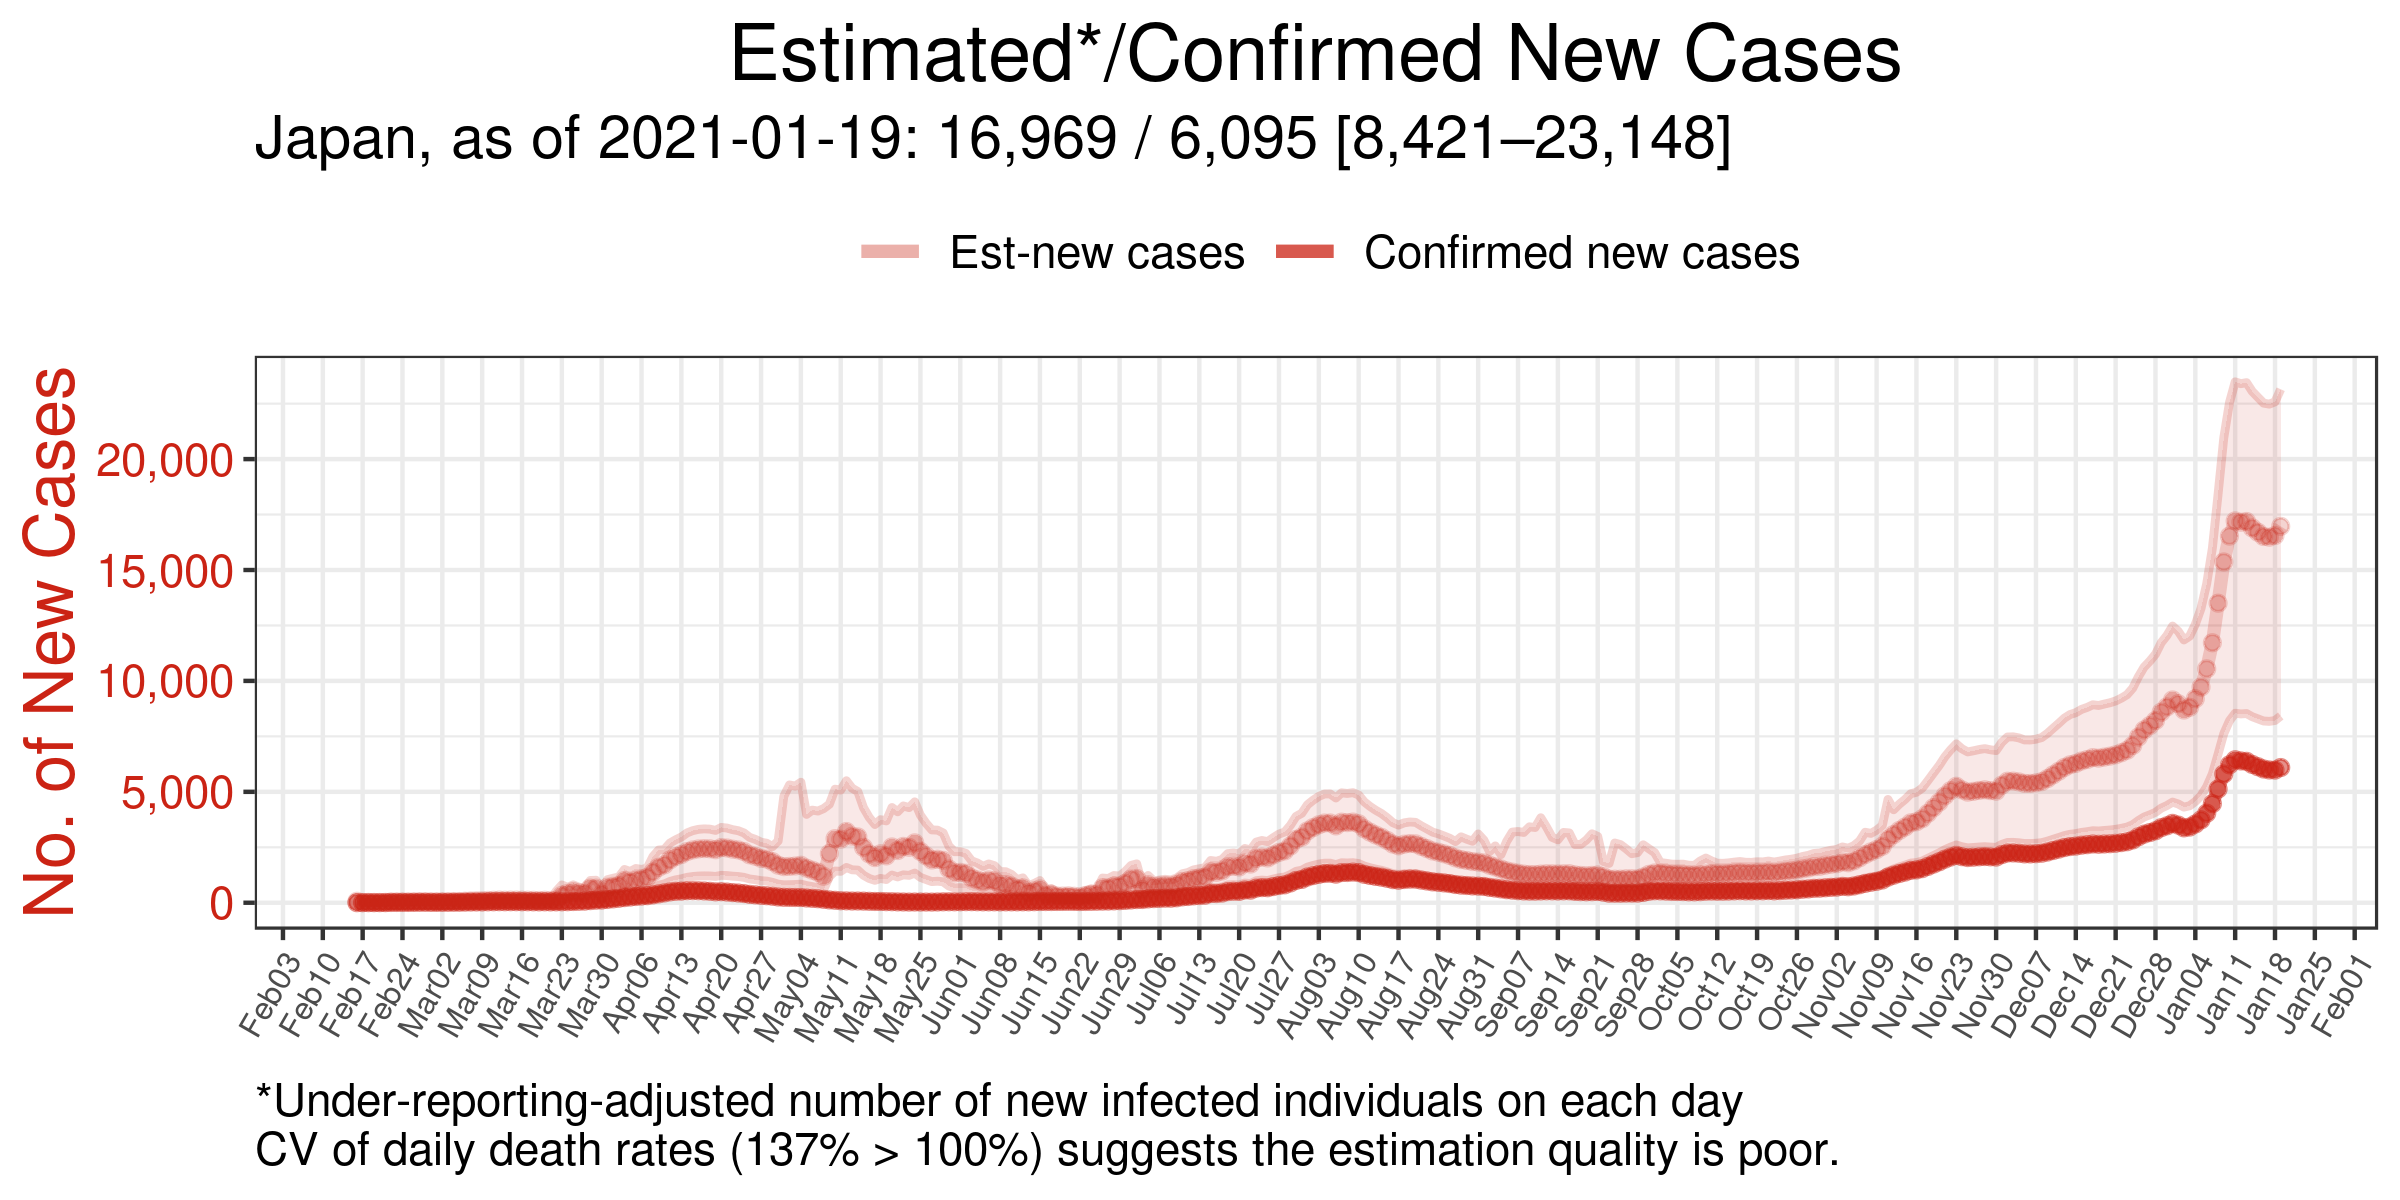 Estimated*/Confirmed New Cases
Japan, as of 2021-01-19: 16,969 / 6,095 [8,421–23,148]
Est-new cases
Confirmed new cases
No. of New Cases
20,000
15,000
10,000
5,000
0
Feb03
Feb10
Feb17
Feb24
Mar02
Mar09
Mar16
Mar23
Mar30
Apr06
Apr13
Apr20
Apr27
May04
May11
May18
May25
Jun01
Jun08
Jun15
Jun22
Jun29
Jul06
Jul13
Jul20
Jul27
Aug03
Aug10
Aug17
Aug24
Aug31
Sep07
Sep14
Sep21
Sep28
Oct05
Oct12
Oct19
Oct26
Nov02
Nov09
Nov16
Nov23
Nov30
Dec07
Dec14
Dec21
Dec28
Jan04
Jan11
Jan18
Jan25
Feb01
*Under-reporting-adjusted number of new infected individuals on each day
CV of daily death rates (137% > 100%) suggests the estimation quality is poor.